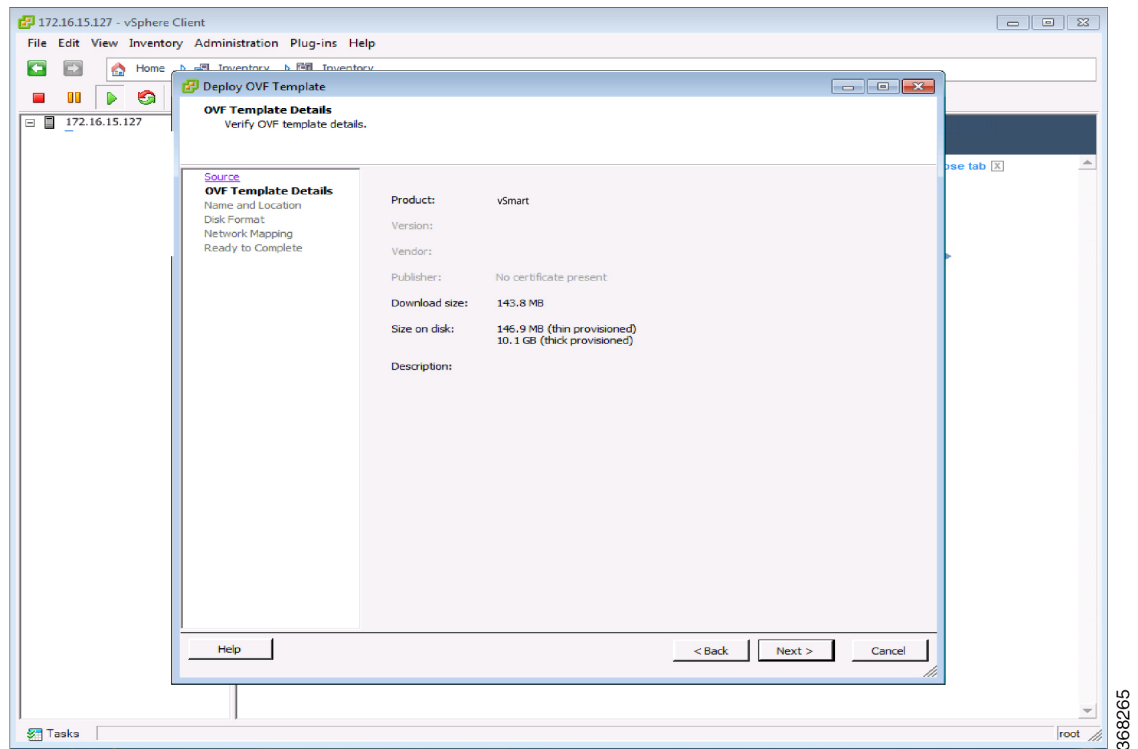 172.16.15.127 - vSphere Client
File Edit View Inventory Administration Plug-ins Help
Home Inventory Inventory
Deploy OVF Template
OVF Template Details
Verify OVF template details.
172.16.15.127
ose tab X
Source
OVF Template Details
Name and Location
Disk Format
Network Mapping
Ready to Complete
Product: vSmart
Version:
Vendor:
Publisher: No certificate present
Download size: 143.8 MB
Size on disk: 146.9 MB (thin provisioned)
10.1 GB (thick provisioned)
Description:
Help < Back Next > Cancel
Tasks root
368265